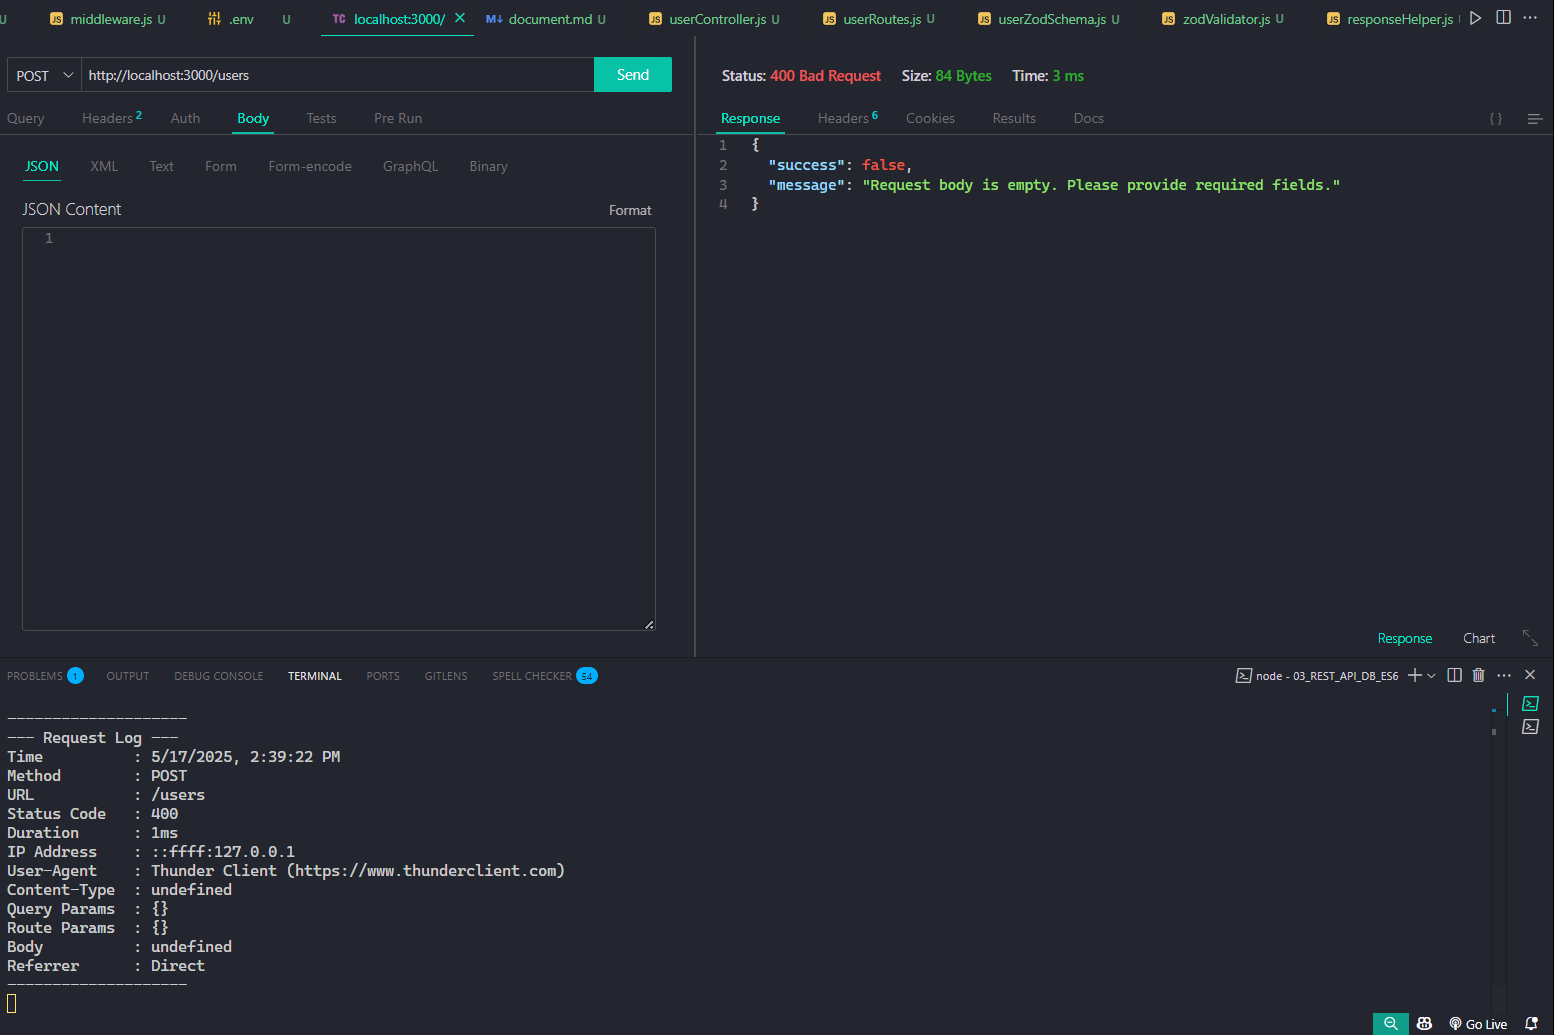 U JS middleware.js U .env U TC localhost:3000/ × M↓ document.md U JS userController.js U JS userRoutes.js U JS userZodSchema.js U JS zodValidator.js U JS responseHelper.js ...
POST http://localhost:3000/users Send
Query Headers 2 Auth Body Tests Pre Run
JSON XML Text Form Form-encode GraphQL Binary
JSON Content Format
1
Status: 400 Bad Request Size: 84 Bytes Time: 3 ms
Response Headers 6 Cookies Results Docs { }
1 {
2 "success": false,
3 "message": "Request body is empty. Please provide required fields."
4 }
Response Chart
PROBLEMS 1 OUTPUT DEBUG CONSOLE TERMINAL PORTS GITLENS SPELL CHECKER 54 node - 03_REST_API_DB_ES6
--------------------
--- Request Log ---
Time : 5/17/2025, 2:39:22 PM
Method : POST
URL : /users
Status Code : 400
Duration : 1ms
IP Address : ::ffff:127.0.0.1
User-Agent : Thunder Client (https://www.thunderclient.com)
Content-Type : undefined
Query Params : {}
Route Params : {}
Body : undefined
Referrer : Direct
--------------------
Go Live